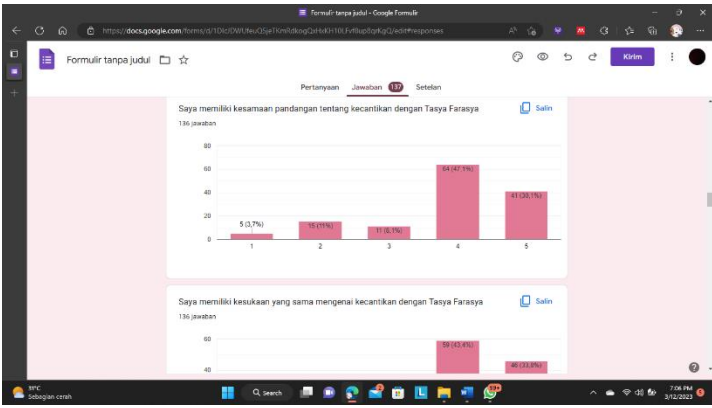 Formulir tanpa judul - Google Formulir
Formulir tanpa judul
Kirim
Pertanyaan Jawaban 137 Setelan
Saya memiliki kesamaan pandangan tentang kecantikan dengan Tasya Farasya
Salin
136 jawaban
80
60
40
20
0
5 (3,7%)
15 (11%)
11 (8,1%)
64 (47,1%)
41 (30,1%)
1 2 3 4 5
Saya memiliki kesukaan yang sama mengenai kecantikan dengan Tasya Farasya
Salin
136 jawaban
60
40
59 (43,4%)
46 (33,8%)
31°C
Sebagian cerah
Search
99+
7:06 PM
3/12/2023